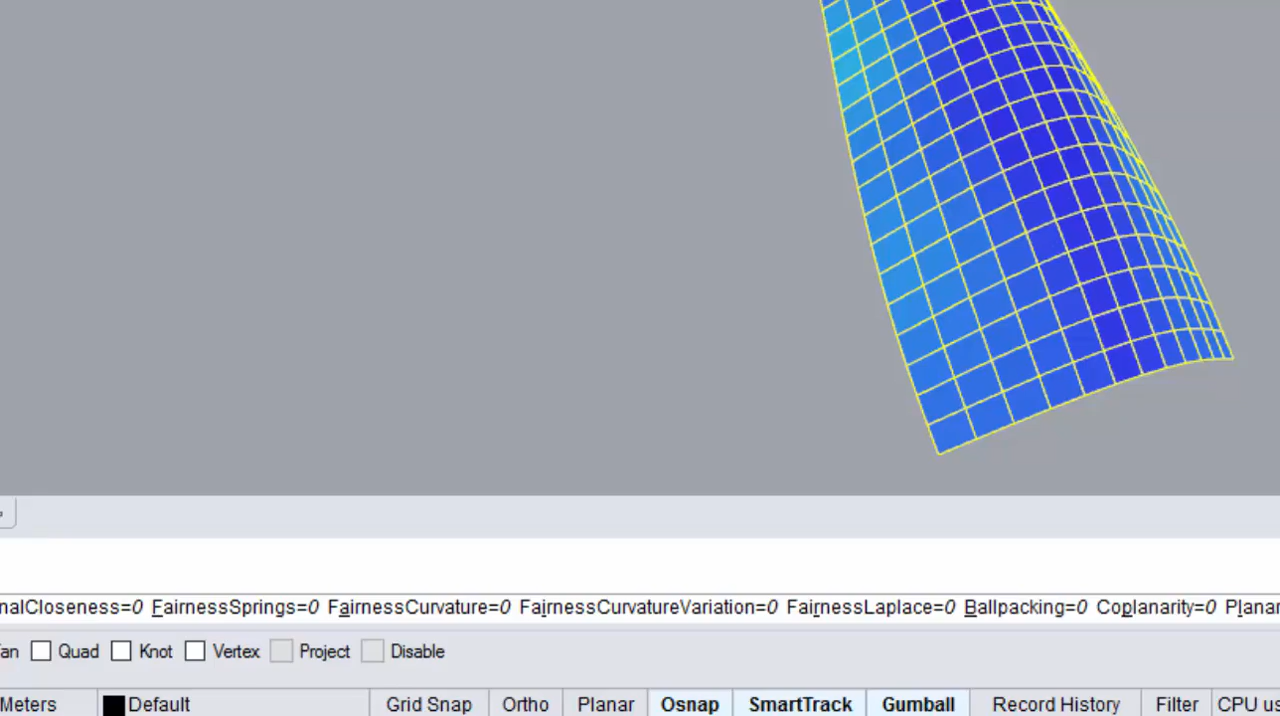 nalCloseness=0 FairnessSprings=0 FairnessCurvature=0 FairnessCurvatureVariation=0 FairnessLaplace=0 Ballpacking=0 Coplanarity=0 Planar
an Quad Knot Vertex Project Disable
Meters Default Grid Snap Ortho Planar Osnap SmartTrack Gumball Record History Filter CPU us